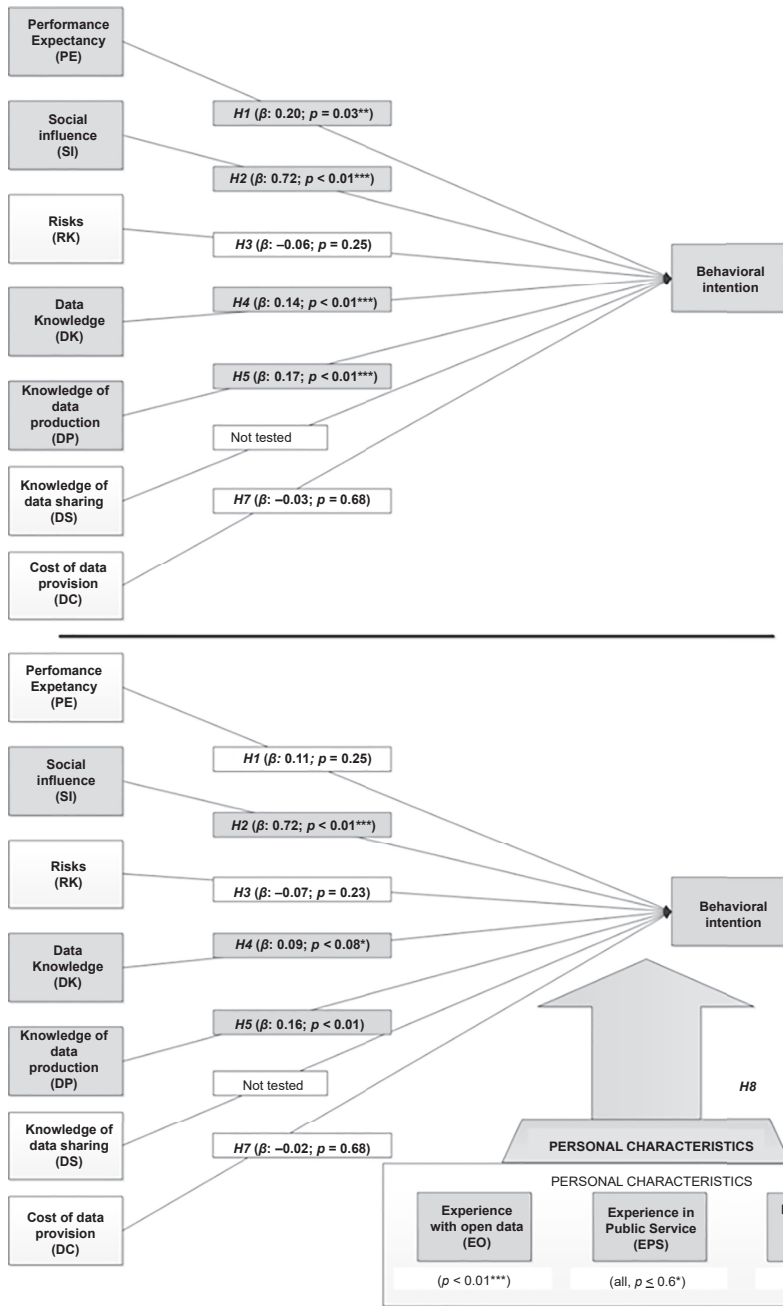 Performance
Expectancy
(PE)
H1 (β: 0.20; p = 0.03**)
Social
influence
(SI)
H2 (β: 0.72; p < 0.01***)
Risks
(RK)
H3 (β: –0.06; p = 0.25)
Behavioral
intention
Data
Knowledge
(DK)
H4 (β: 0.14; p < 0.01***)
Knowledge of
data
production
(DP)
H5 (β: 0.17; p < 0.01***)
Not tested
Knowledge of
data sharing
(DS)
H7 (β: –0.03; p = 0.68)
Cost of data
provision
(DC)
Perfomance
Expetancy
(PE)
H1 (β: 0.11; p = 0.25)
Social
influence
(SI)
H2 (β: 0.72; p < 0.01***)
Risks
(RK)
H3 (β: –0.07; p = 0.23)
Behavioral
intention
Data
Knowledge
(DK)
H4 (β: 0.09; p < 0.08*)
Knowledge of
data
production
(DP)
H5 (β: 0.16; p < 0.01)
Not tested
H8
Knowledge of
data sharing
(DS)
H7 (β: –0.02; p = 0.68)
PERSONAL CHARACTERISTICS
Cost of data
provision
(DC)
PERSONAL CHARACTERISTICS
Experience
with open data
(EO)
Experience in
Public Service
(EPS)
(p < 0.01***)
(all, p ≤ 0.6*)